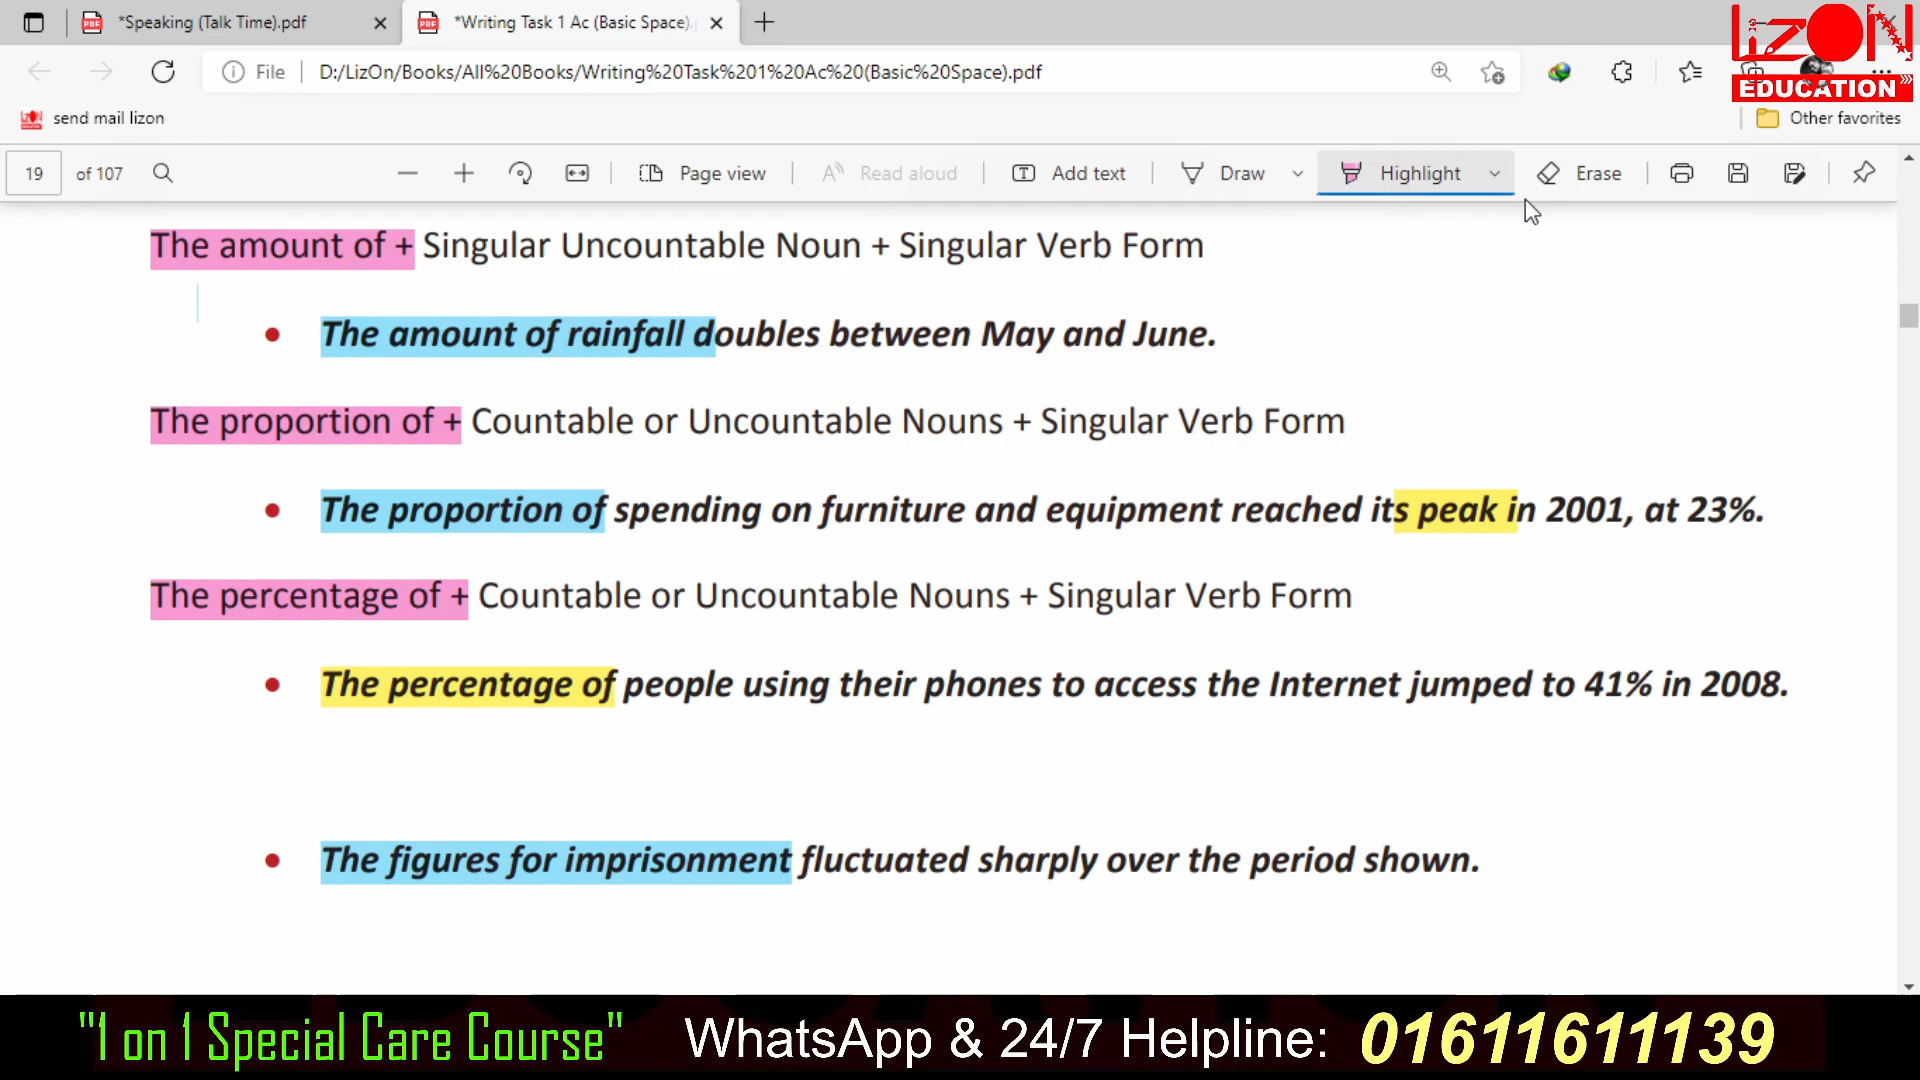 *Speaking (Talk Time).pdf
*Writing Task 1 Ac (Basic Space).
LizON
EDUCATION
File
D:/LizOn/Books/All%20Books/Writing%20Task%201%20Ac%20(Basic%20Space).pdf
send mail lizon
Other favorites
19 of 107
Page view
Read aloud
Add text
Draw
Highlight
Erase
The amount of + Singular Uncountable Noun + Singular Verb Form
• The amount of rainfall doubles between May and June.
The proportion of + Countable or Uncountable Nouns + Singular Verb Form
• The proportion of spending on furniture and equipment reached its peak in 2001, at 23%.
The percentage of + Countable or Uncountable Nouns + Singular Verb Form
• The percentage of people using their phones to access the Internet jumped to 41% in 2008.
• The figures for imprisonment fluctuated sharply over the period shown.
"1 on 1 Special Care Course" WhatsApp & 24/7 Helpline: 01611611139